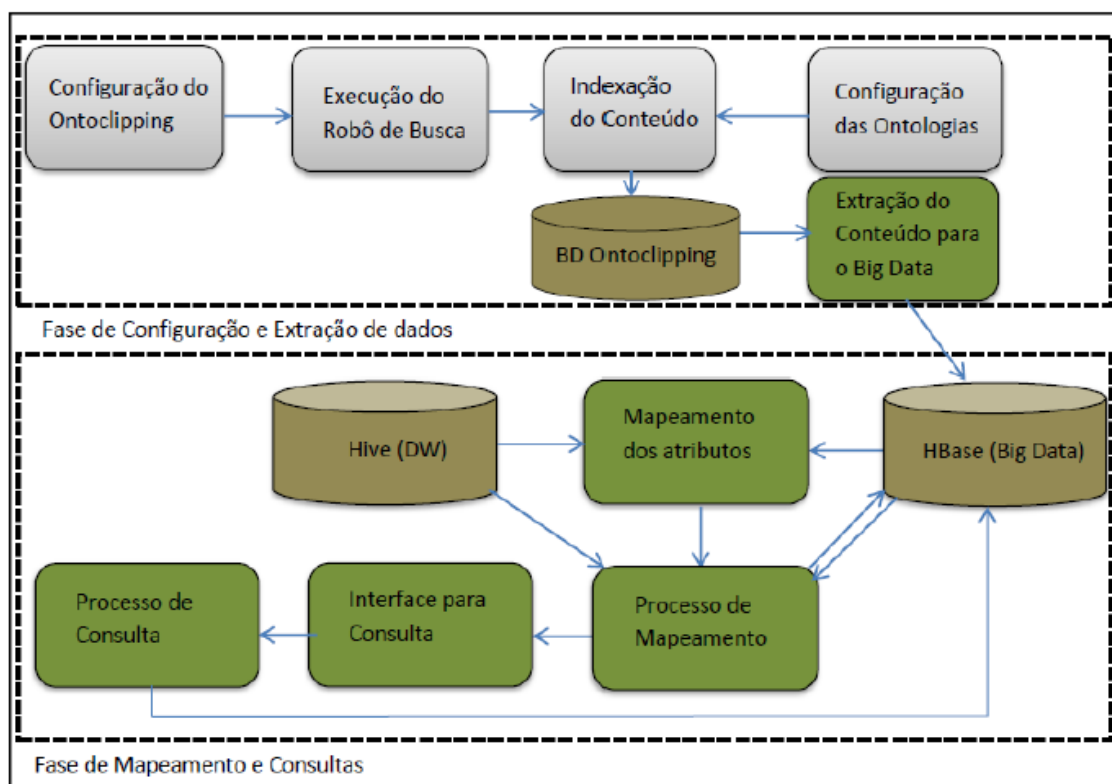 Configuração do
Ontoclipping
Execução do
Robô de Busca
Indexação
do Conteúdo
Configuração
das Ontologias
BD Ontoclipping
Extração do
Conteúdo para
o Big Data
Fase de Configuração e Extração de dados
Hive (DW)
Mapeamento
dos atributos
HBase (Big Data)
Processo de
Consulta
Interface para
Consulta
Processo de
Mapeamento
Fase de Mapeamento e Consultas